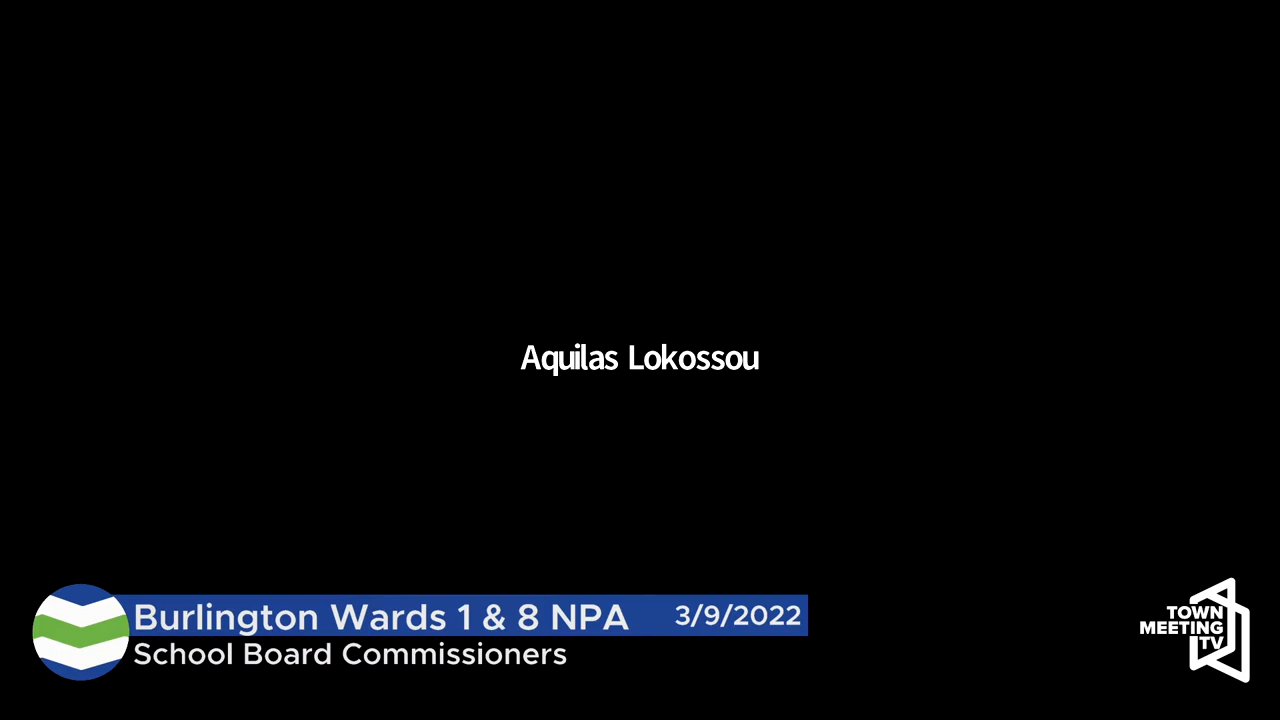 Aquilas Lokossou
Burlington Wards 1 & 8 NPA 3/9/2022
School Board Commissioners
TOWN
MEETING
TV